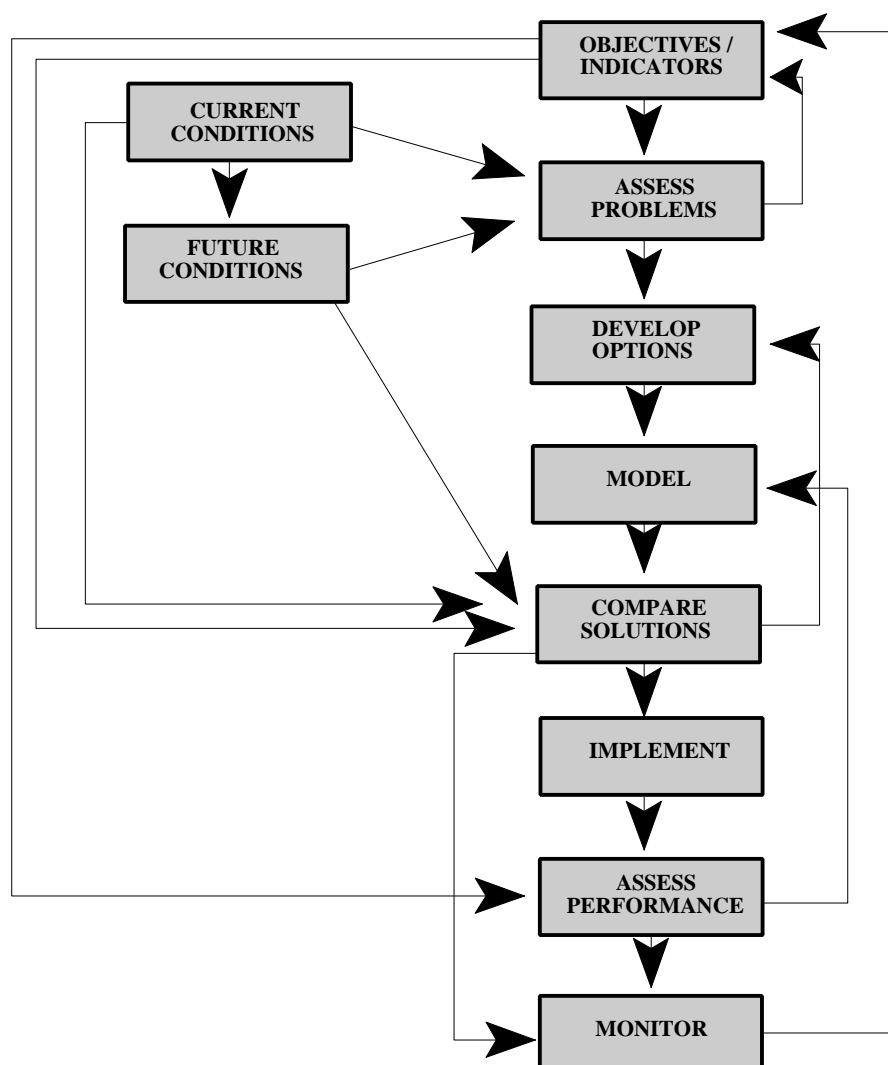 OBJECTIVES /
INDICATORS
CURRENT
CONDITIONS
ASSESS
PROBLEMS
FUTURE
CONDITIONS
DEVELOP
OPTIONS
MODEL
COMPARE
SOLUTIONS
IMPLEMENT
ASSESS
PERFORMANCE
MONITOR